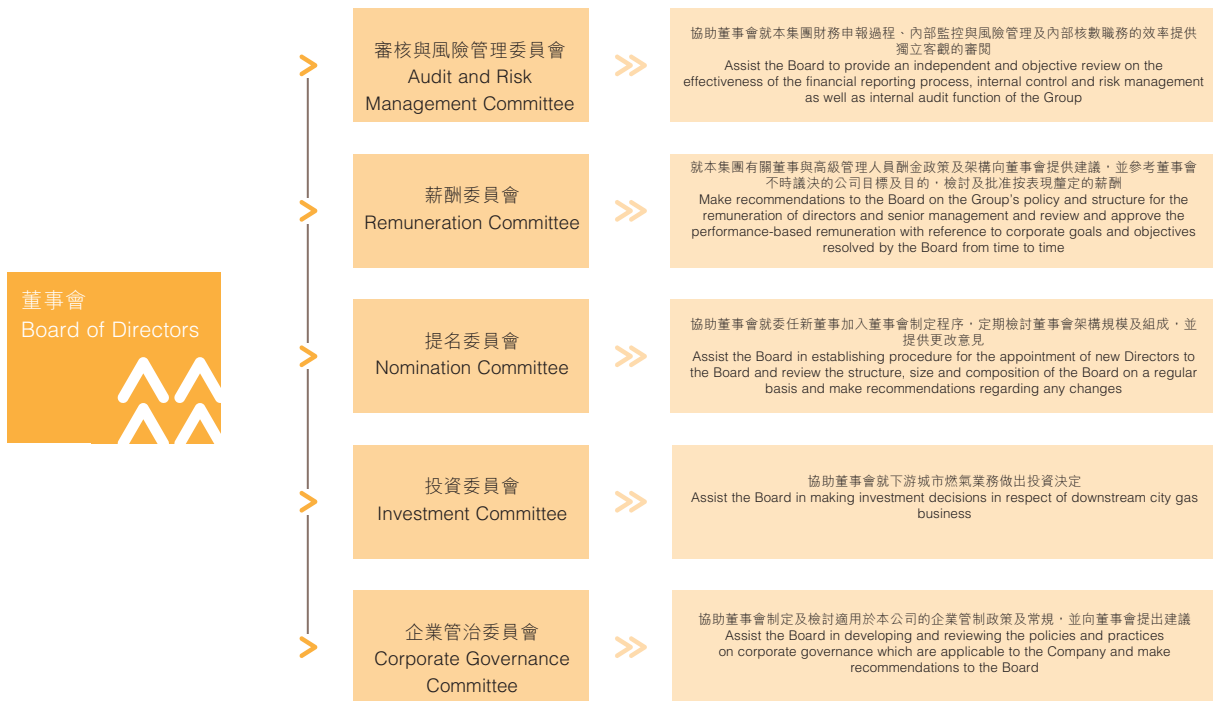 董事會
Board of Directors
審核與風險管理委員會
Audit and Risk
Management Committee
協助董事會就本集團財務申報過程、內部監控與風險管理及內部核數職務的效率提供
獨立客觀的審閱
Assist the Board to provide an independent and objective review on the
effectiveness of the financial reporting process, internal control and risk management
as well as internal audit function of the Group
薪酬委員會
Remuneration Committee
就本集團有關董事與高級管理人員酬金政策及架構向董事會提供建議，並參考董事會
不時議決的公司目標及目的，檢討及批准按表現釐定的薪酬
Make recommendations to the Board on the Group's policy and structure for the
remuneration of directors and senior management and review and approve the
performance-based remuneration with reference to corporate goals and objectives
resolved by the Board from time to time
提名委員會
Nomination Committee
協助董事會就委任新董事加入董事會制定程序，定期檢討董事會架構規模及組成，並
提供更改意見
Assist the Board in establishing procedure for the appointment of new Directors to
the Board and review the structure, size and composition of the Board on a regular
basis and make recommendations regarding any changes
投資委員會
Investment Committee
協助董事會就下游城市燃氣業務做出投資決定
Assist the Board in making investment decisions in respect of downstream city gas
business
企業管治委員會
Corporate Governance
Committee
協助董事會制定及檢討適用於本公司的企業管制政策及常規，並向董事會提出建議
Assist the Board in developing and reviewing the policies and practices
on corporate governance which are applicable to the Company and make
recommendations to the Board